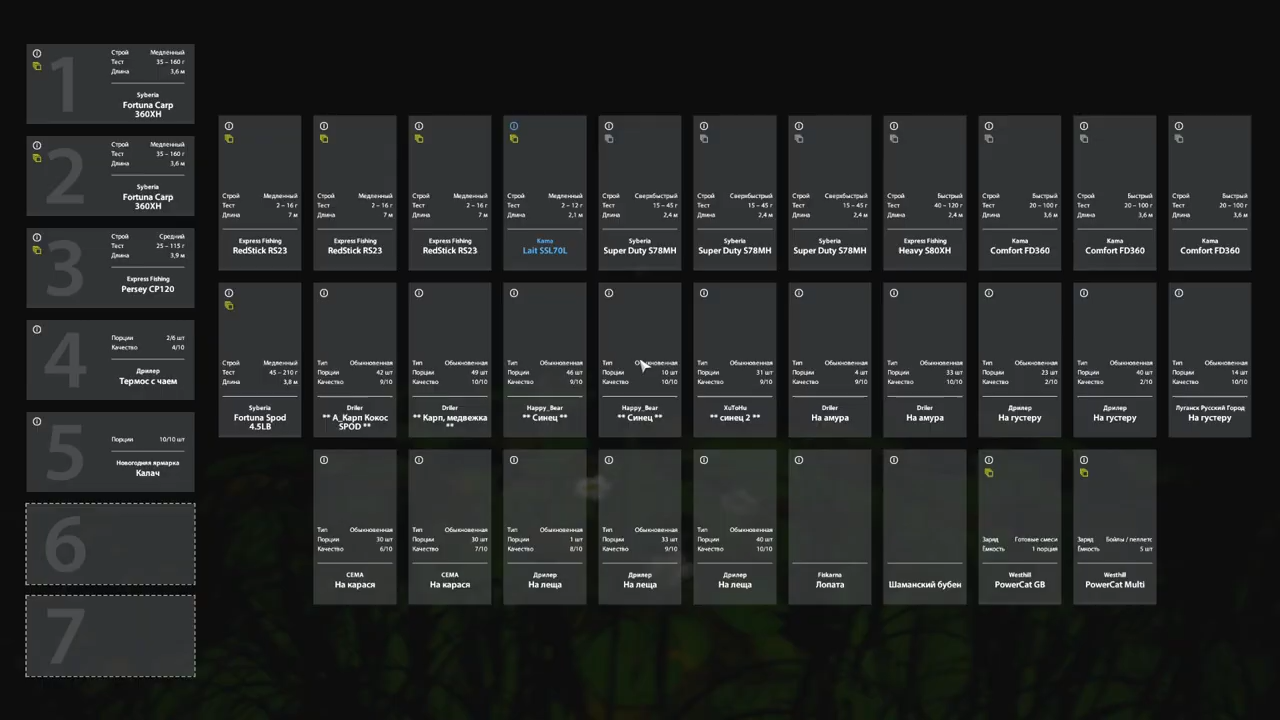 1
Строй Медленный
Тест 35 – 160 г
Длина 3,6 м
Syberia
Fortuna Carp
360XH
2
Строй Медленный
Тест 35 – 160 г
Длина 3,6 м
Syberia
Fortuna Carp
360XH
3
Строй Средний
Тест 25 – 115 г
Длина 3,9 м
Express Fishing
Persey CP120
4
Порции 2/6 шт
Качество 4/10
Дрилер
Термос с чаем
5
Порции 10/10 шт
Новогодняя ярмарка
Калач
6
7
Строй Медленный
Тест 2 – 16 г
Длина 7 м
Express Fishing
RedStick RS23
Строй Медленный
Тест 2 – 16 г
Длина 7 м
Express Fishing
RedStick RS23
Строй Медленный
Тест 2 – 16 г
Длина 7 м
Express Fishing
RedStick RS23
Строй Медленный
Тест 2 – 12 г
Длина 2,1 м
Kama
Lait SSL70L
Строй Сверхбыстрый
Тест 15 – 45 г
Длина 2,4 м
Syberia
Super Duty S78MH
Строй Сверхбыстрый
Тест 15 – 45 г
Длина 2,4 м
Syberia
Super Duty S78MH
Строй Сверхбыстрый
Тест 15 – 45 г
Длина 2,4 м
Syberia
Super Duty S78MH
Строй Быстрый
Тест 40 – 120 г
Длина 2,4 м
Express Fishing
Heavy S80XH
Строй Быстрый
Тест 20 – 100 г
Длина 3,6 м
Kama
Comfort FD360
Строй Быстрый
Тест 20 – 100 г
Длина 3,6 м
Kama
Comfort FD360
Строй Быстрый
Тест 20 – 100 г
Длина 3,6 м
Kama
Comfort FD360
Строй Медленный
Тест 45 – 210 г
Длина 3,8 м
Syberia
Fortuna Spod
4.5LB
Тип Обыкновенная
Порции 42 шт
Качество 9/10
Driler
** А_Карп Кокос
SPOD **
Тип Обыкновенная
Порции 49 шт
Качество 10/10
Driler
** Карп, медвежка
**
Тип Обыкновенная
Порции 46 шт
Качество 9/10
Happy_Bear
** Синец **
Тип Обыкновенная
Порции 10 шт
Качество 10/10
Happy_Bear
** Синец **
Тип Обыкновенная
Порции 31 шт
Качество 9/10
XuToHu
** синец 2 **
Тип Обыкновенная
Порции 4 шт
Качество 9/10
Driler
На амура
Тип Обыкновенная
Порции 33 шт
Качество 10/10
Driler
На амура
Тип Обыкновенная
Порции 23 шт
Качество 2/10
Дрилер
На густеру
Тип Обыкновенная
Порции 40 шт
Качество 2/10
Дрилер
На густеру
Тип Обыкновенная
Порции 14 шт
Качество 10/10
Луганск Русский Город
На густеру
Тип Обыкновенная
Порции 30 шт
Качество 6/10
СЕМА
На карася
Тип Обыкновенная
Порции 30 шт
Качество 7/10
СЕМА
На карася
Тип Обыкновенная
Порции 1 шт
Качество 8/10
Дрилер
На леща
Тип Обыкновенная
Порции 33 шт
Качество 9/10
Дрилер
На леща
Тип Обыкновенная
Порции 40 шт
Качество 10/10
Дрилер
На леща
Fiskarna
Лопата
Шаманский бубен
Заряд Готовые смеси
Ёмкость 1 порция
Westhill
PowerCat GB
Заряд Бойлы / пеллетс
Ёмкость 5 шт
Westhill
PowerCat Multi